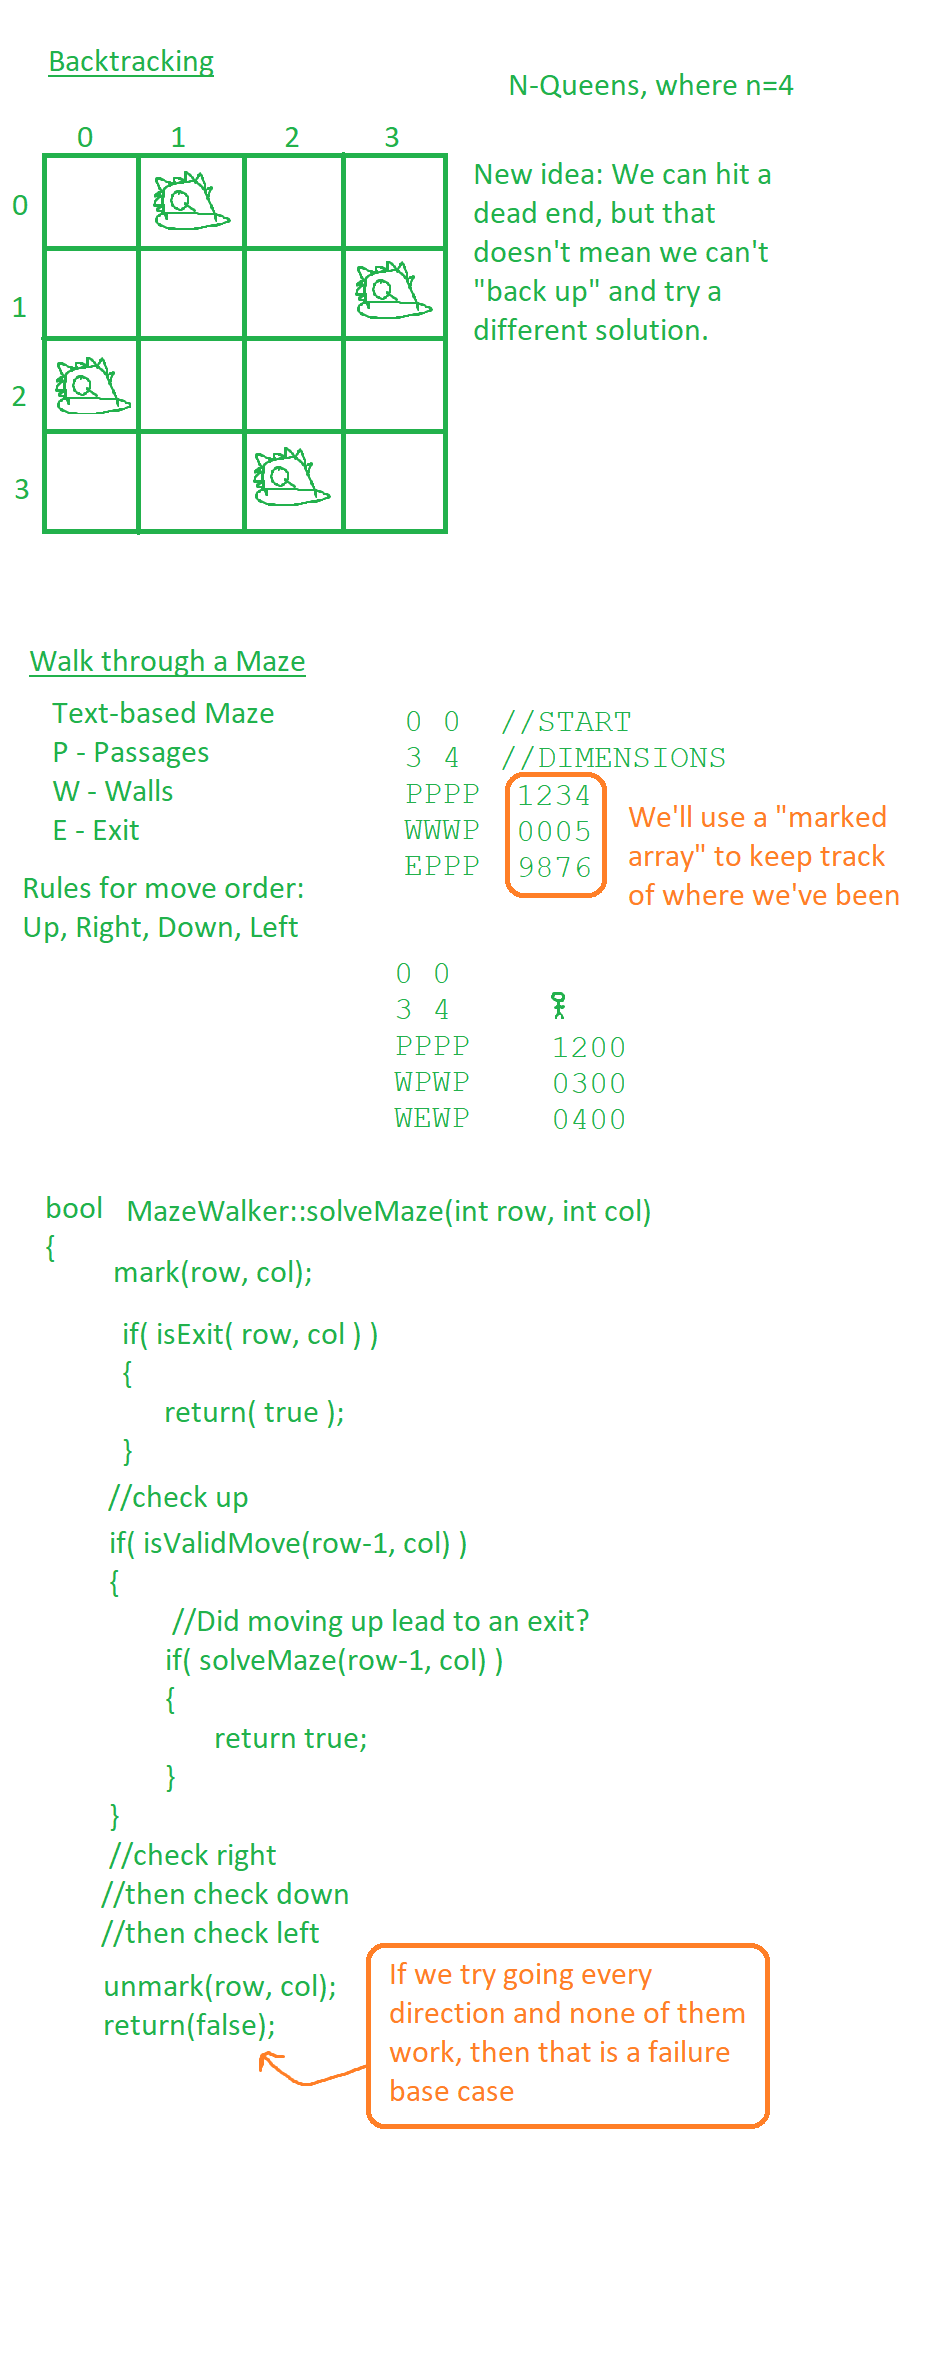 Backtracking
N-Queens, where n=4
0 1 2 3
0
1
2
3
New idea: We can hit a
dead end, but that
doesn't mean we can't
"back up" and try a
different solution.
Walk through a Maze
Text-based Maze
P - Passages
W - Walls
E - Exit
Rules for move order:
Up, Right, Down, Left
0 0 //START
3 4 //DIMENSIONS
PPPP 1234
WWWP 0005
EPPP 9876
We'll use a "marked
array" to keep track
of where we've been
0 0
3 4
PPPP 1200
WPWP 0300
WEWP 0400
bool MazeWalker::solveMaze(int row, int col)
{
mark(row, col);
if( isExit( row, col ) )
{
return( true );
}
//check up
if( isValidMove(row-1, col) )
{
//Did moving up lead to an exit?
if( solveMaze(row-1, col) )
{
return true;
}
}
//check right
//then check down
//then check left
unmark(row, col);
return(false);
If we try going every
direction and none of them
work, then that is a failure
base case